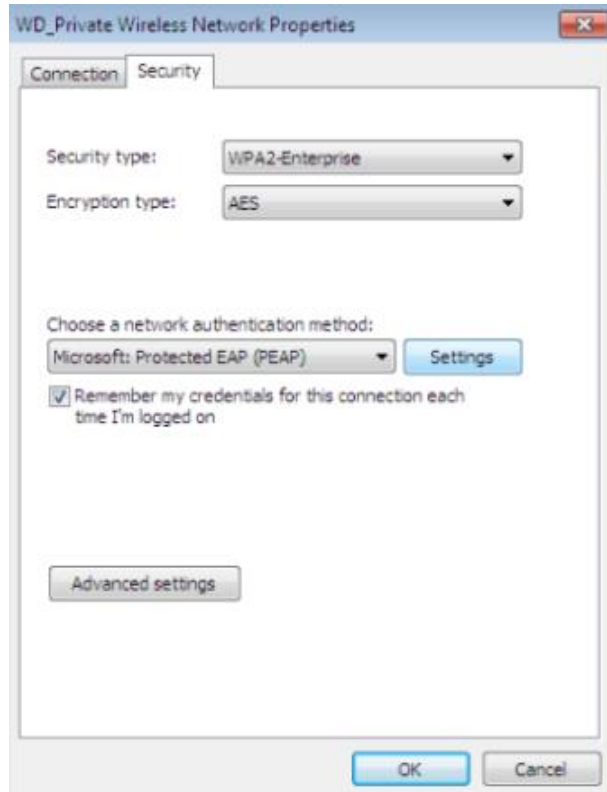 WD_Private Wireless Network Properties
Connection
Security
Security type:
WPA2-Enterprise
Encryption type:
AES
Choose a network authentication method:
Microsoft: Protected EAP (PEAP)
Settings
Remember my credentials for this connection each
time I'm logged on
Advanced settings
OK
Cancel